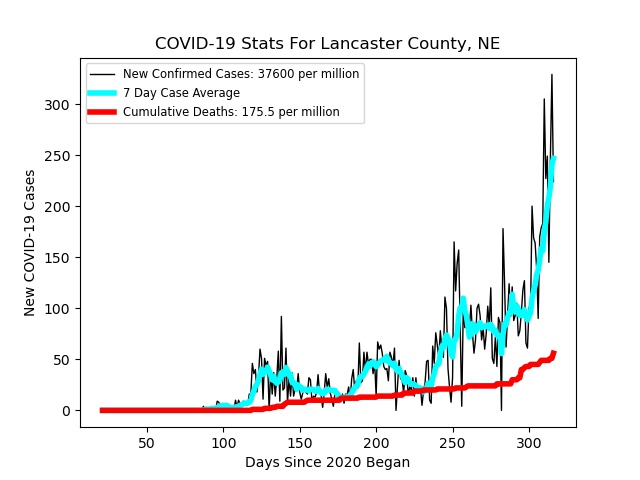 COVID-19 Stats For Lancaster County, NE
New Confirmed Cases: 37600 per million
7 Day Case Average
Cumulative Deaths: 175.5 per million
New COVID-19 Cases
300
250
200
150
100
50
0
50 100 150 200 250 300
Days Since 2020 Began